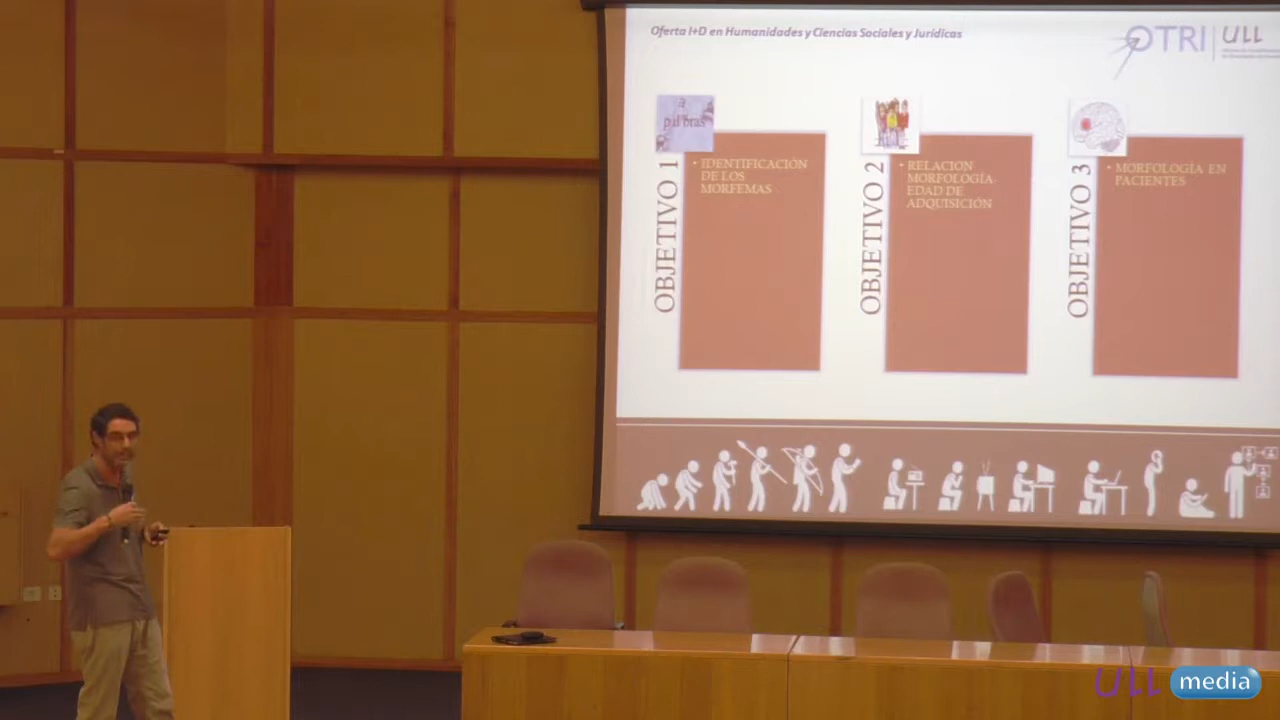 Oferta I+D en Humanidades y Ciencias Sociales y Jurídicas
OTRI
ULL
OBJETIVO 1
• IDENTIFICACIÓN
DE LOS
MORFEMAS
OBJETIVO 2
• RELACION
MORFOLOGÍA-
EDAD DE
ADQUISICIÓN
OBJETIVO 3
• MORFOLOGÍA EN
PACIENTES
ULL media